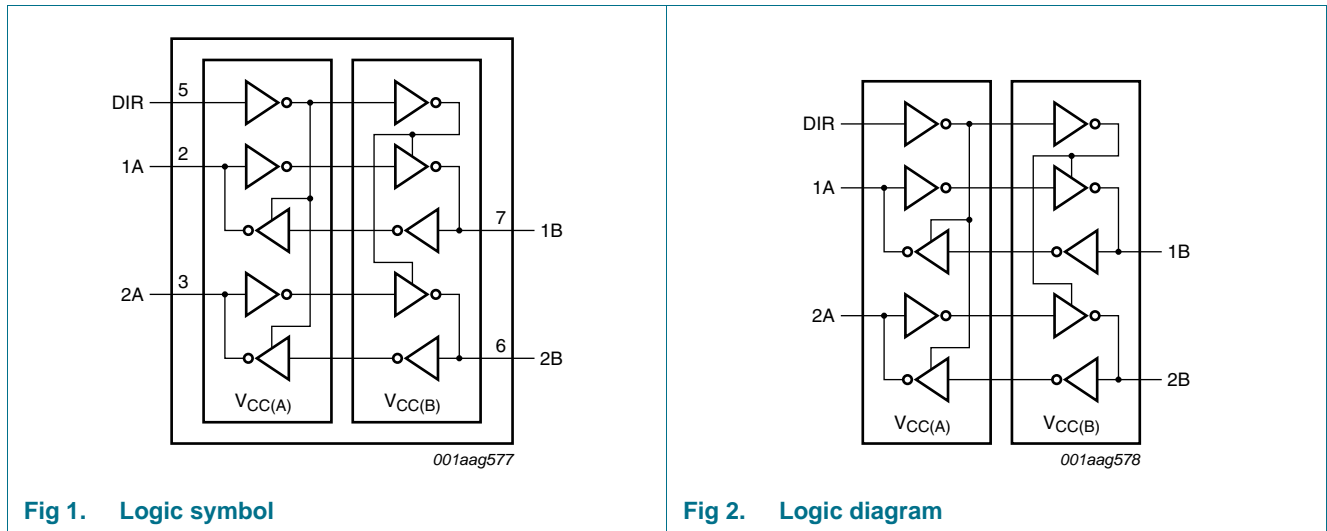 DIR 5
1A 2
7 1B
2A 3
6 2B
VCC(A) VCC(B)
001aag577
Fig 1. Logic symbol
DIR
1A
1B
2A
2B
VCC(A) VCC(B)
001aag578
Fig 2. Logic diagram